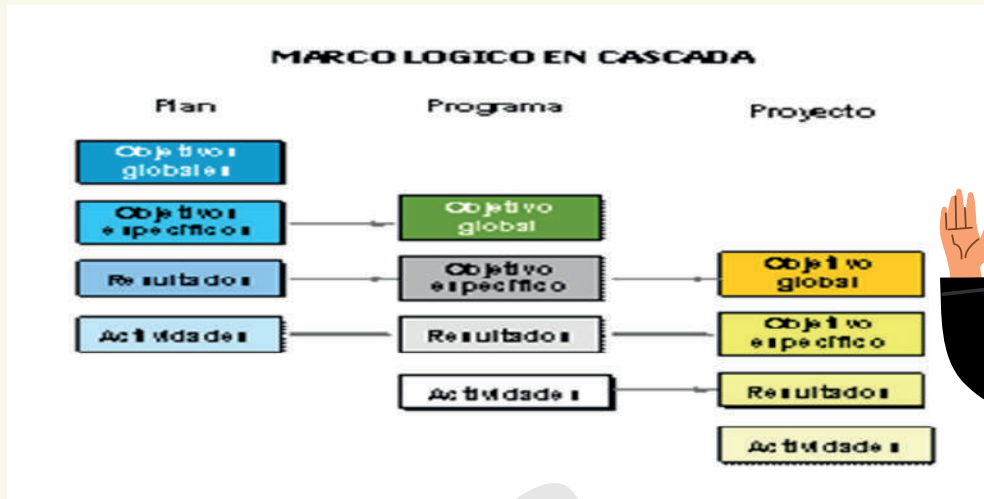 MARCO LOGICO EN CASCADA
Plan
Programa
Proyecto
Objetivos
globales
Objetivos
específicos
Objetivo
global
Resultados
Objetivo
específico
Objetivo
global
Actividades
Resultados
Objetivo
específico
Actividades
Resultados
Actividades